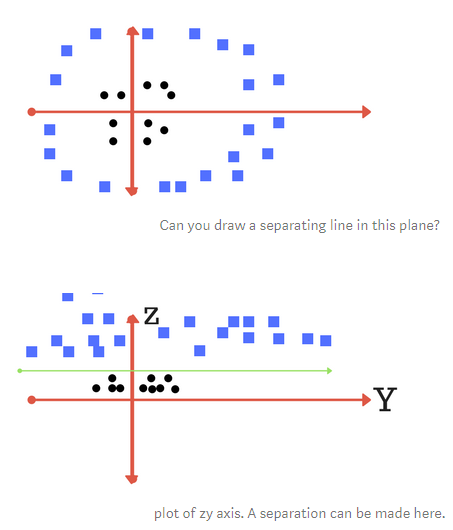 Can you draw a separating line in this plane?
Z
Y
plot of zy axis. A separation can be made here.